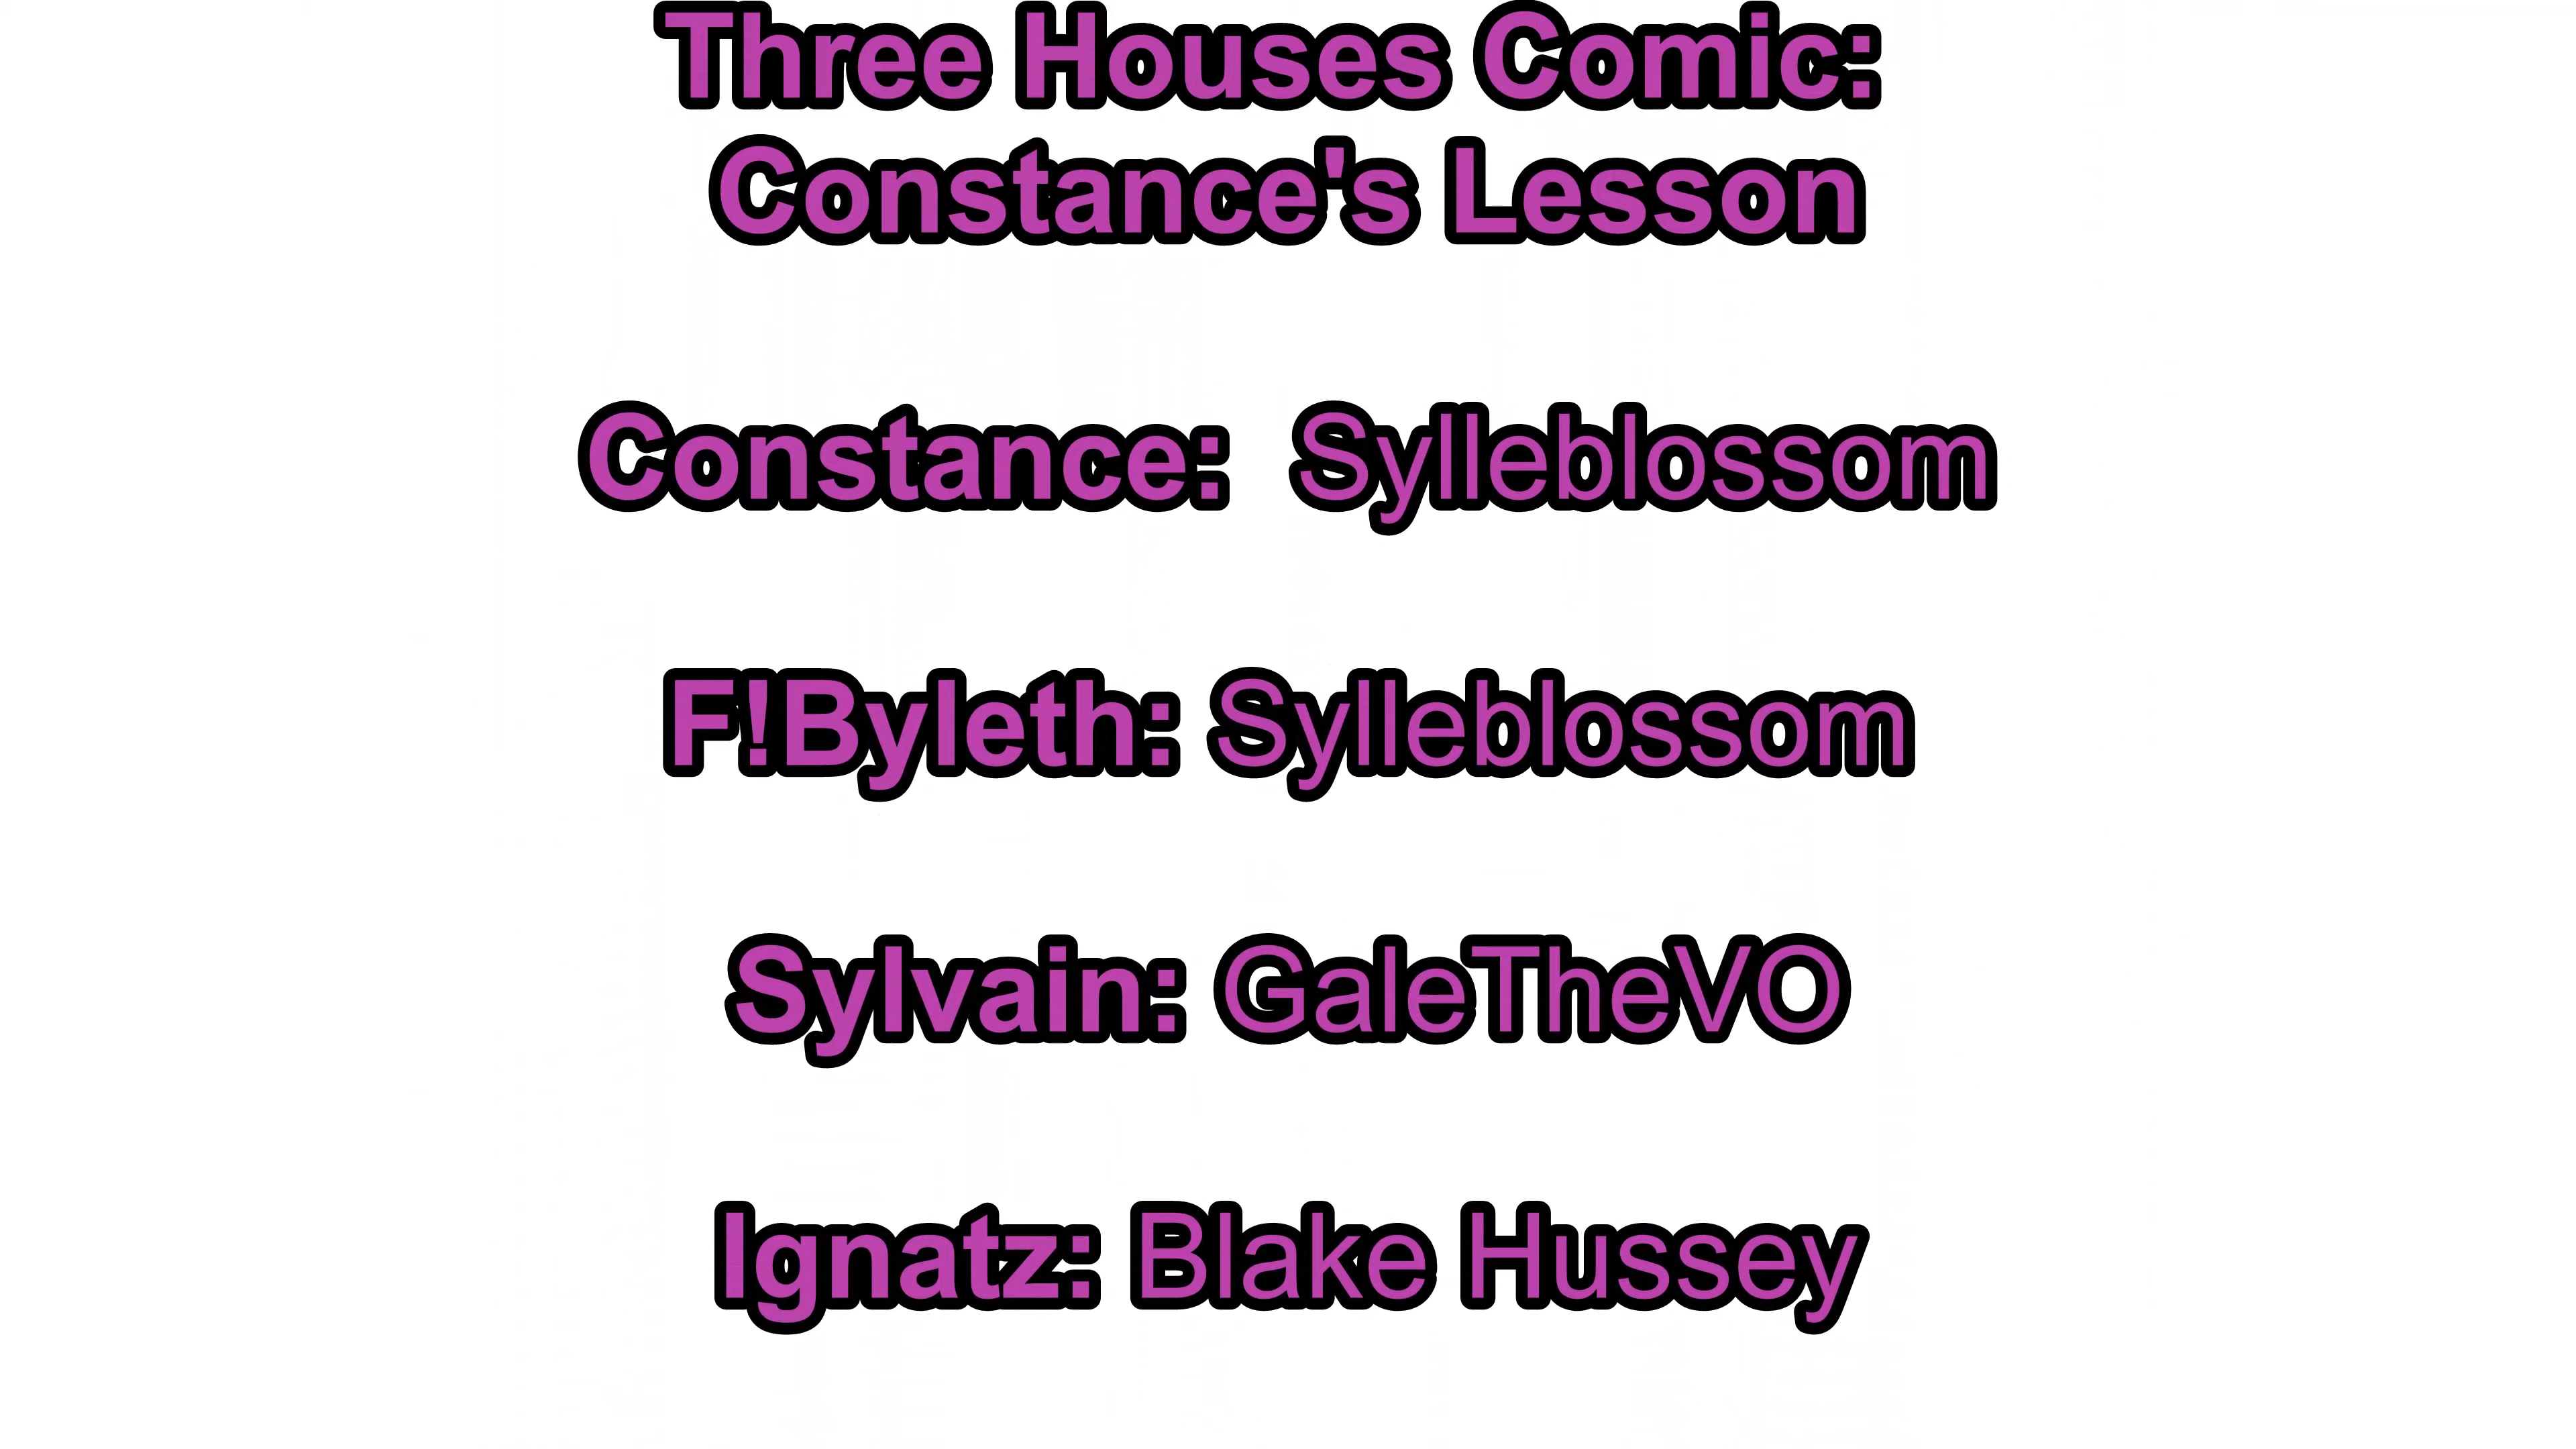 Three Houses Comic:
Constance's Lesson
Constance:  Sylleblossom
F!Byleth: Sylleblossom
Sylvain: GaleTheVO
Ignatz: Blake Hussey